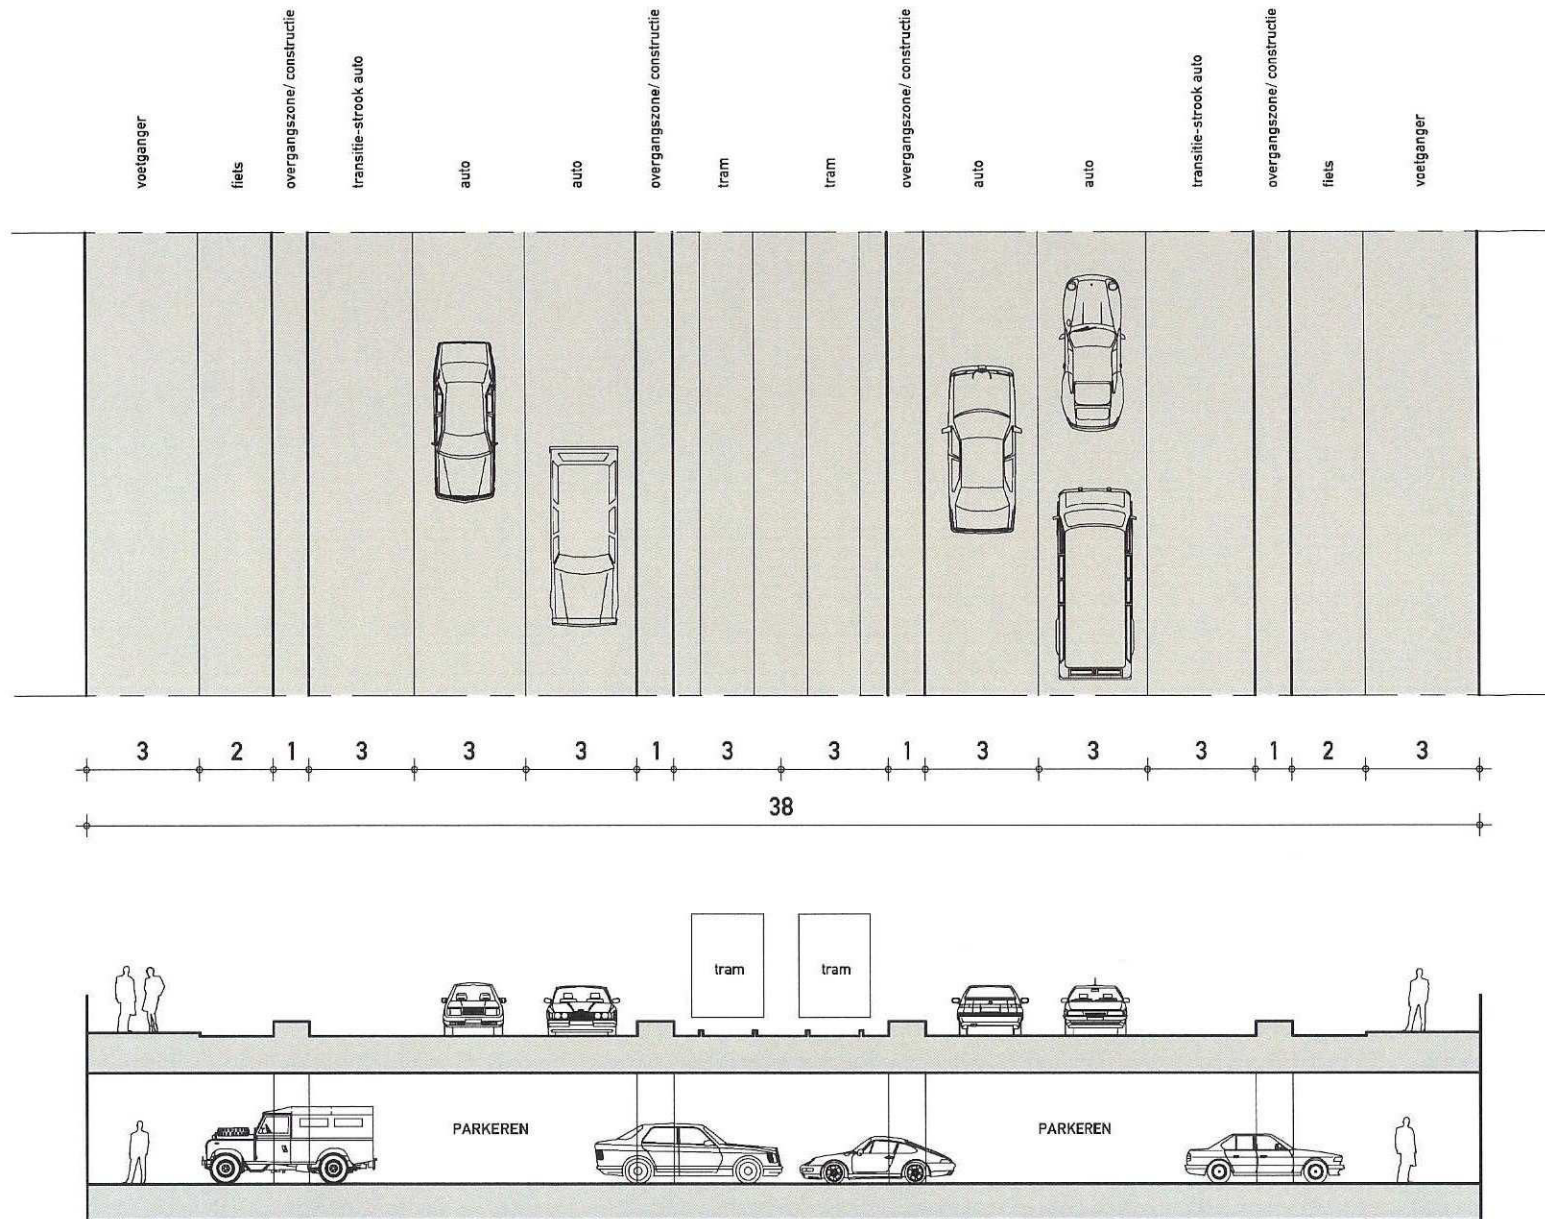 voetganger
fiets
overgangszone/ constructie
transitie-strook auto
auto
auto
overgangszone/ constructie
tram
tram
overgangszone/ constructie
auto
auto
transitie-strook auto
overgangszone/ constructie
fiets
voetganger
3 2 1 3 3 3 1 3 3 1 3 3 3 1 2 3
38
tram tram
PARKEREN PARKEREN